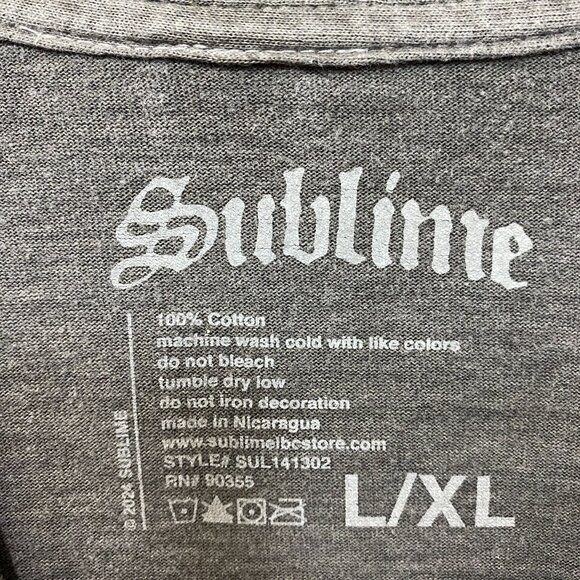 Sublime
100% Cotton
machine wash cold with like colors
do not bleach
tumble dry low
do not iron decoration
made in Nicaragua
www.sublimelbcstore.com
STYLE# SUL141302
RN# 90355
© 2024 SUBLIME
L/XL